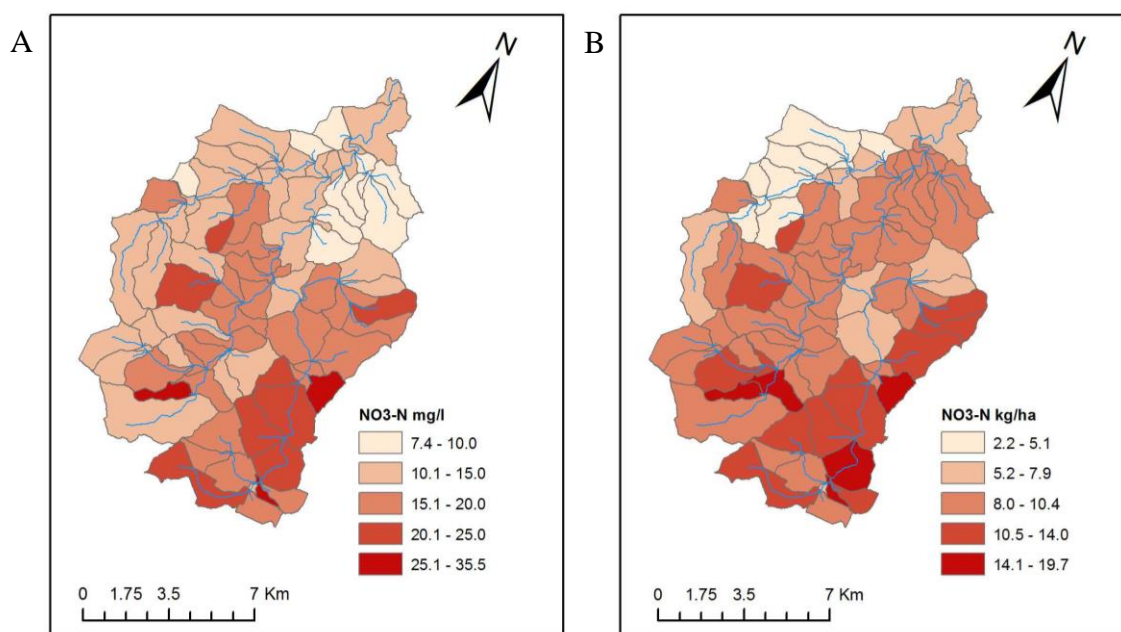 A
N
NO3-N mg/l
7.4 - 10.0
10.1 - 15.0
15.1 - 20.0
20.1 - 25.0
25.1 - 35.5
0 1.75 3.5 7 Km
B
N
NO3-N kg/ha
2.2 - 5.1
5.2 - 7.9
8.0 - 10.4
10.5 - 14.0
14.1 - 19.7
0 1.75 3.5 7 Km